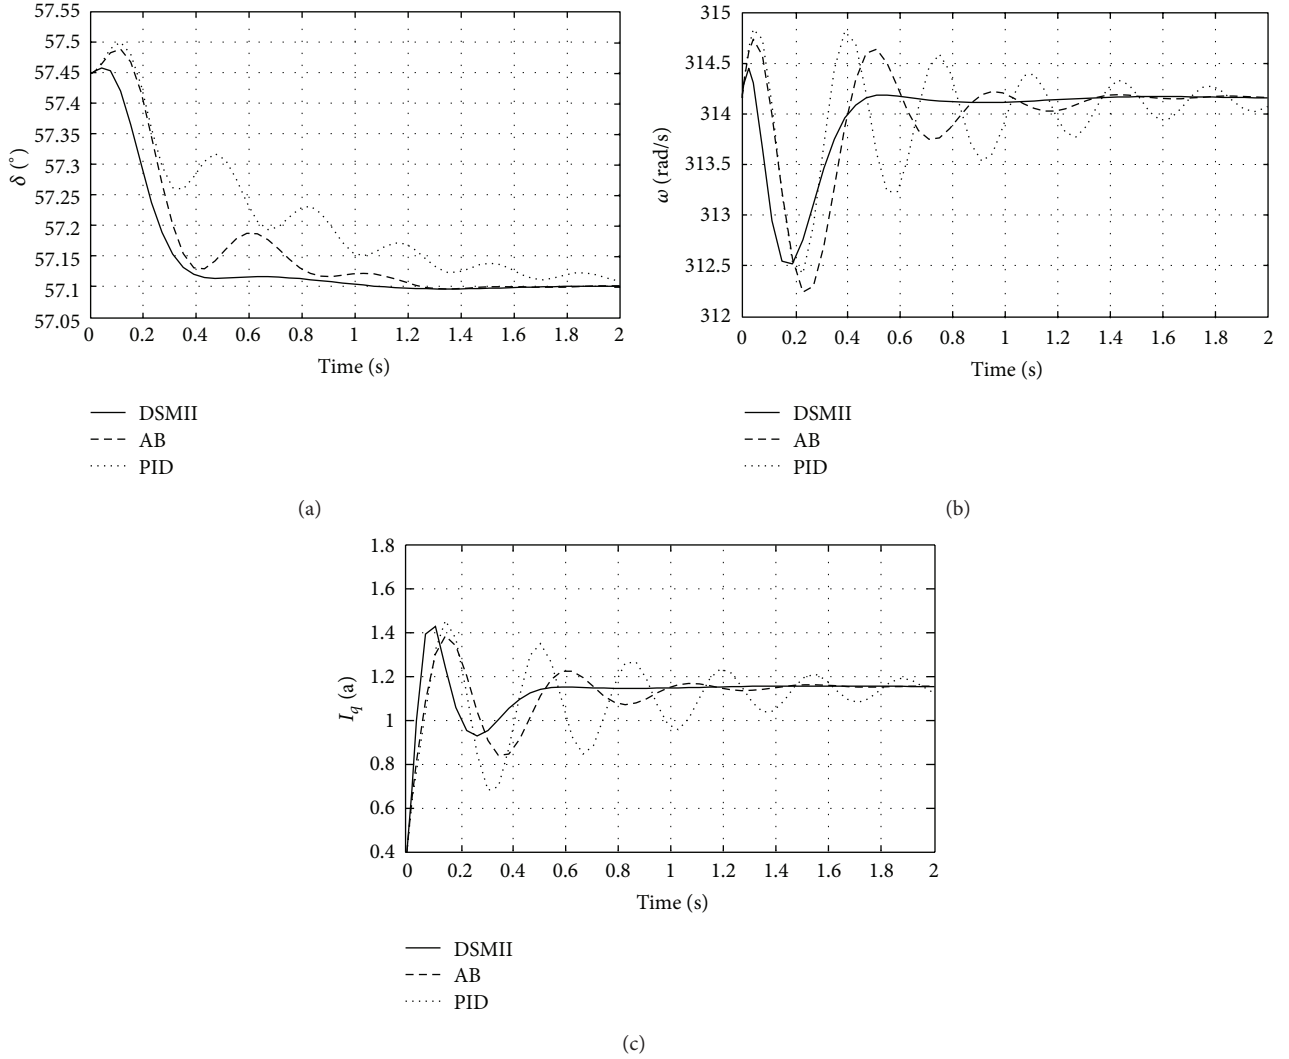 57.55
57.5
57.45
57.4
57.35
57.3
57.25
57.2
57.15
57.1
57.05
δ (°)
0 0.2 0.4 0.6 0.8 1 1.2 1.4 1.6 1.8 2
Time (s)
DSMII
AB
PID
(a)
315
314.5
314
313.5
313
312.5
312
ω (rad/s)
0 0.2 0.4 0.6 0.8 1 1.2 1.4 1.6 1.8 2
Time (s)
DSMII
AB
PID
(b)
1.8
1.6
1.4
1.2
1
0.8
0.6
0.4
I_q (a)
0 0.2 0.4 0.6 0.8 1 1.2 1.4 1.6 1.8 2
Time (s)
DSMII
AB
PID
(c)